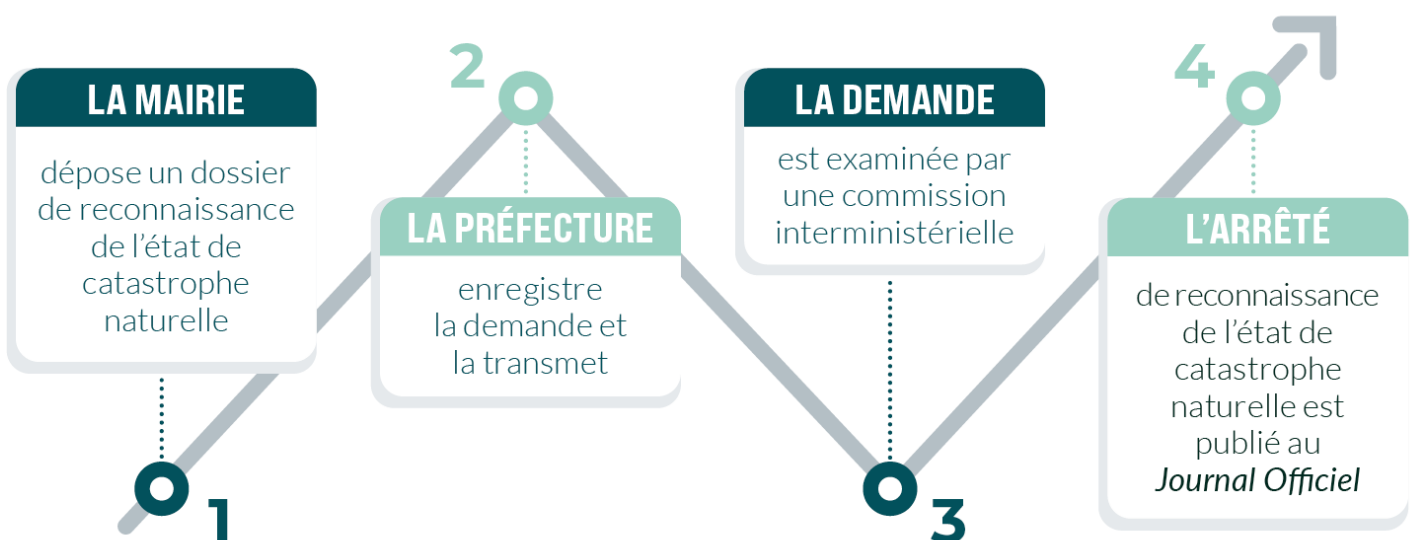 1
LA MAIRIE
dépose un dossier
de reconnaissance
de l'état de
catastrophe
naturelle
2
LA PRÉFECTURE
enregistre
la demande et
la transmet
3
LA DEMANDE
est examinée par
une commission
interministérielle
4
L'ARRÊTÉ
de reconnaissance
de l'état de
catastrophe
naturelle est
publié au
Journal Officiel